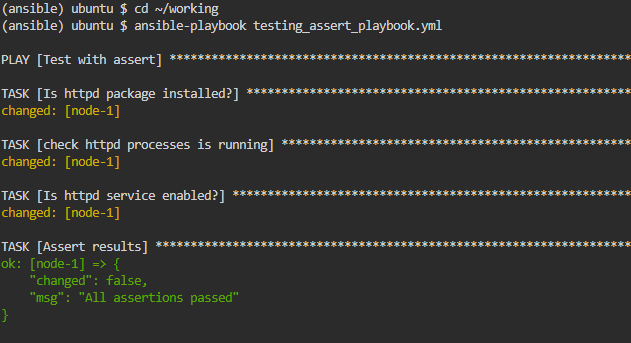 (ansible) ubuntu $ cd ~/working
(ansible) ubuntu $ ansible-playbook testing_assert_playbook.yml
PLAY [Test with assert] ******************************************************************
TASK [Is httpd package installed?] *******************************************************
changed: [node-1]
TASK [check httpd processes is running] **************************************************
changed: [node-1]
TASK [Is httpd service enabled?] *********************************************************
changed: [node-1]
TASK [Assert results] ********************************************************************
ok: [node-1] => {
    "changed": false,
    "msg": "All assertions passed"
}